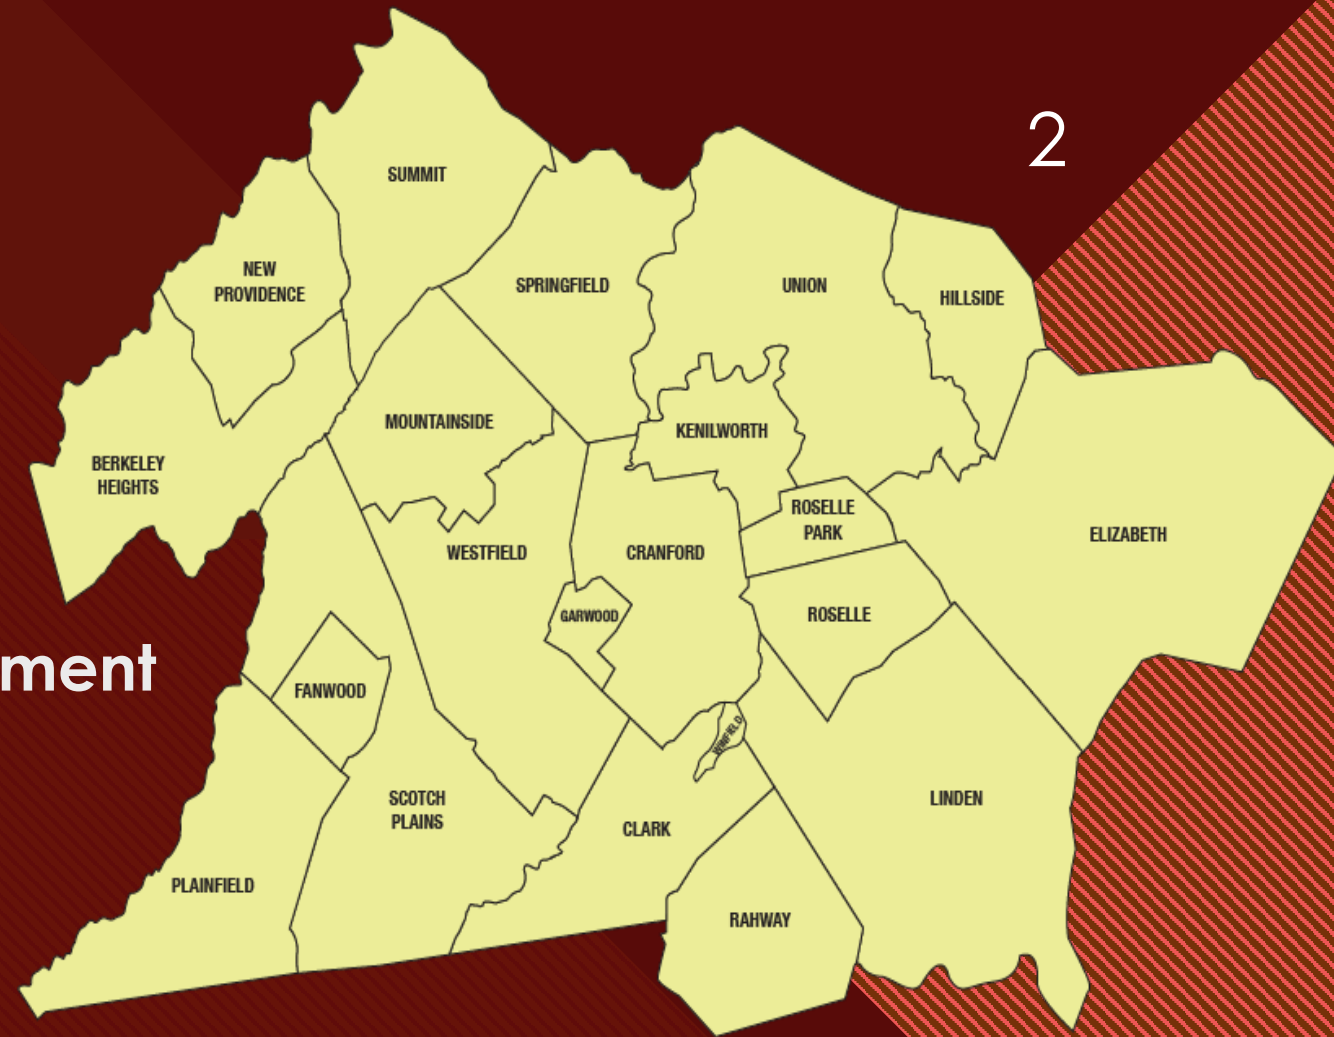 2
SUMMIT
NEW
PROVIDENCE
SPRINGFIELD
UNION
HILLSIDE
MOUNTAINSIDE
KENILWORTH
BERKELEY
HEIGHTS
ROSELLE
PARK
ELIZABETH
WESTFIELD
CRANFORD
GARWOOD
ROSELLE
ment
FANWOOD
WINFIELD
SCOTCH
PLAINS
LINDEN
CLARK
PLAINFIELD
RAHWAY